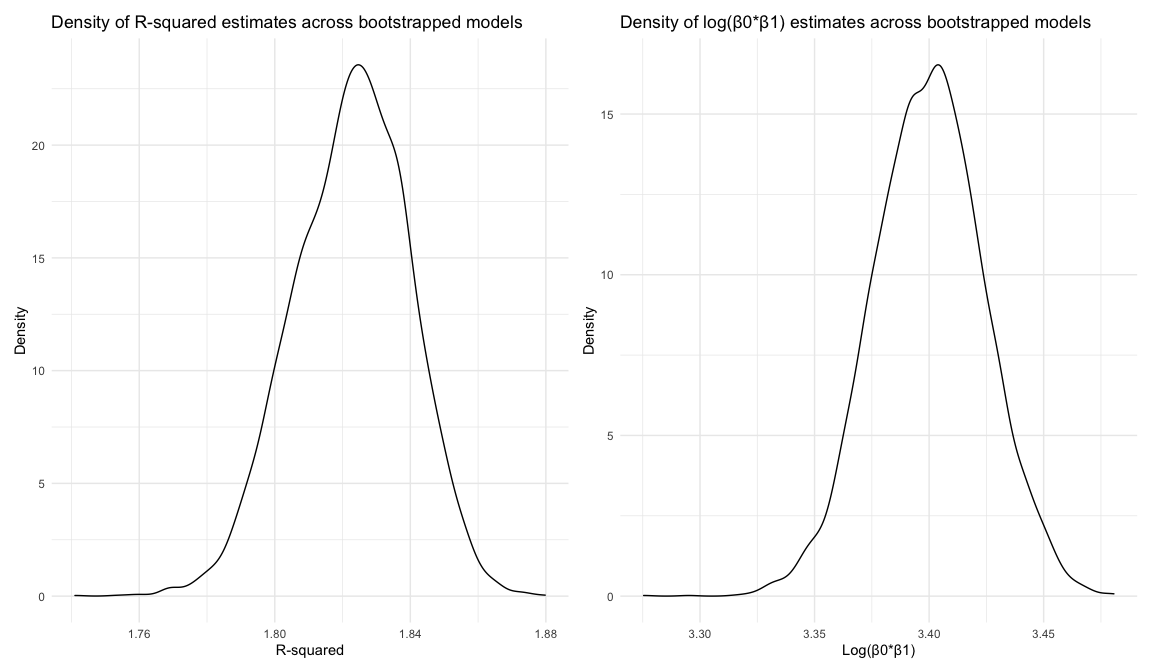 Density of R-squared estimates across bootstrapped models
20
15
10
5
0
Density
1.76
1.80
1.84
1.88
R-squared
Density of log(β0*β1) estimates across bootstrapped models
15
10
5
0
Density
3.30
3.35
3.40
3.45
Log(β0*β1)